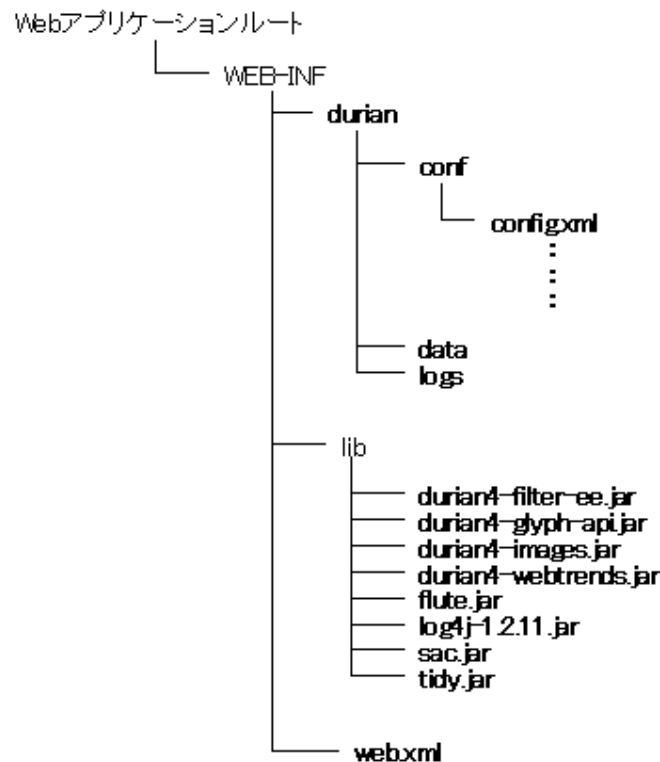 Webアプリケーションルート
WEB-INF
durian
conf
config.xml
data
logs
lib
durian4-filter-ee.jar
durian4-glyph-api.jar
durian4-images.jar
durian4-webtrends.jar
flute.jar
log4j-1.2.11.jar
sac.jar
tidy.jar
web.xml